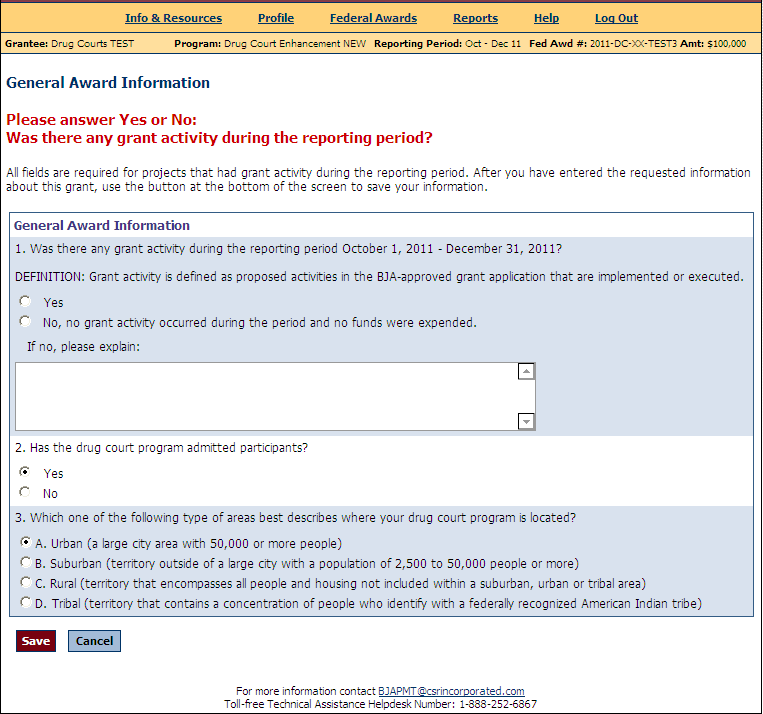 Info & Resources Profile Federal Awards Reports Help Log Out
Grantee: Drug Courts TEST Program: Drug Court Enhancement NEW Reporting Period: Oct - Dec 11 Fed Awd #: 2011-DC-XX-TEST3 Amt: $100,000
General Award Information
Please answer Yes or No:
Was there any grant activity during the reporting period?
All fields are required for projects that had grant activity during the reporting period. After you have entered the requested information
about this grant, use the button at the bottom of the screen to save your information.
General Award Information
1. Was there any grant activity during the reporting period October 1, 2011 - December 31, 2011?
DEFINITION: Grant activity is defined as proposed activities in the BJA-approved grant application that are implemented or executed.
Yes
No, no grant activity occurred during the period and no funds were expended.
If no, please explain:
2. Has the drug court program admitted participants?
Yes
No
3. Which one of the following type of areas best describes where your drug court program is located?
A. Urban (a large city area with 50,000 or more people)
B. Suburban (territory outside of a large city with a population of 2,500 to 50,000 people or more)
C. Rural (territory that encompasses all people and housing not included within a suburban, urban or tribal area)
D. Tribal (territory that contains a concentration of people who identify with a federally recognized American Indian tribe)
Save Cancel
For more information contact BJAPMT@csrincorporated.com
Toll-free Technical Assistance Helpdesk Number: 1-888-252-6867